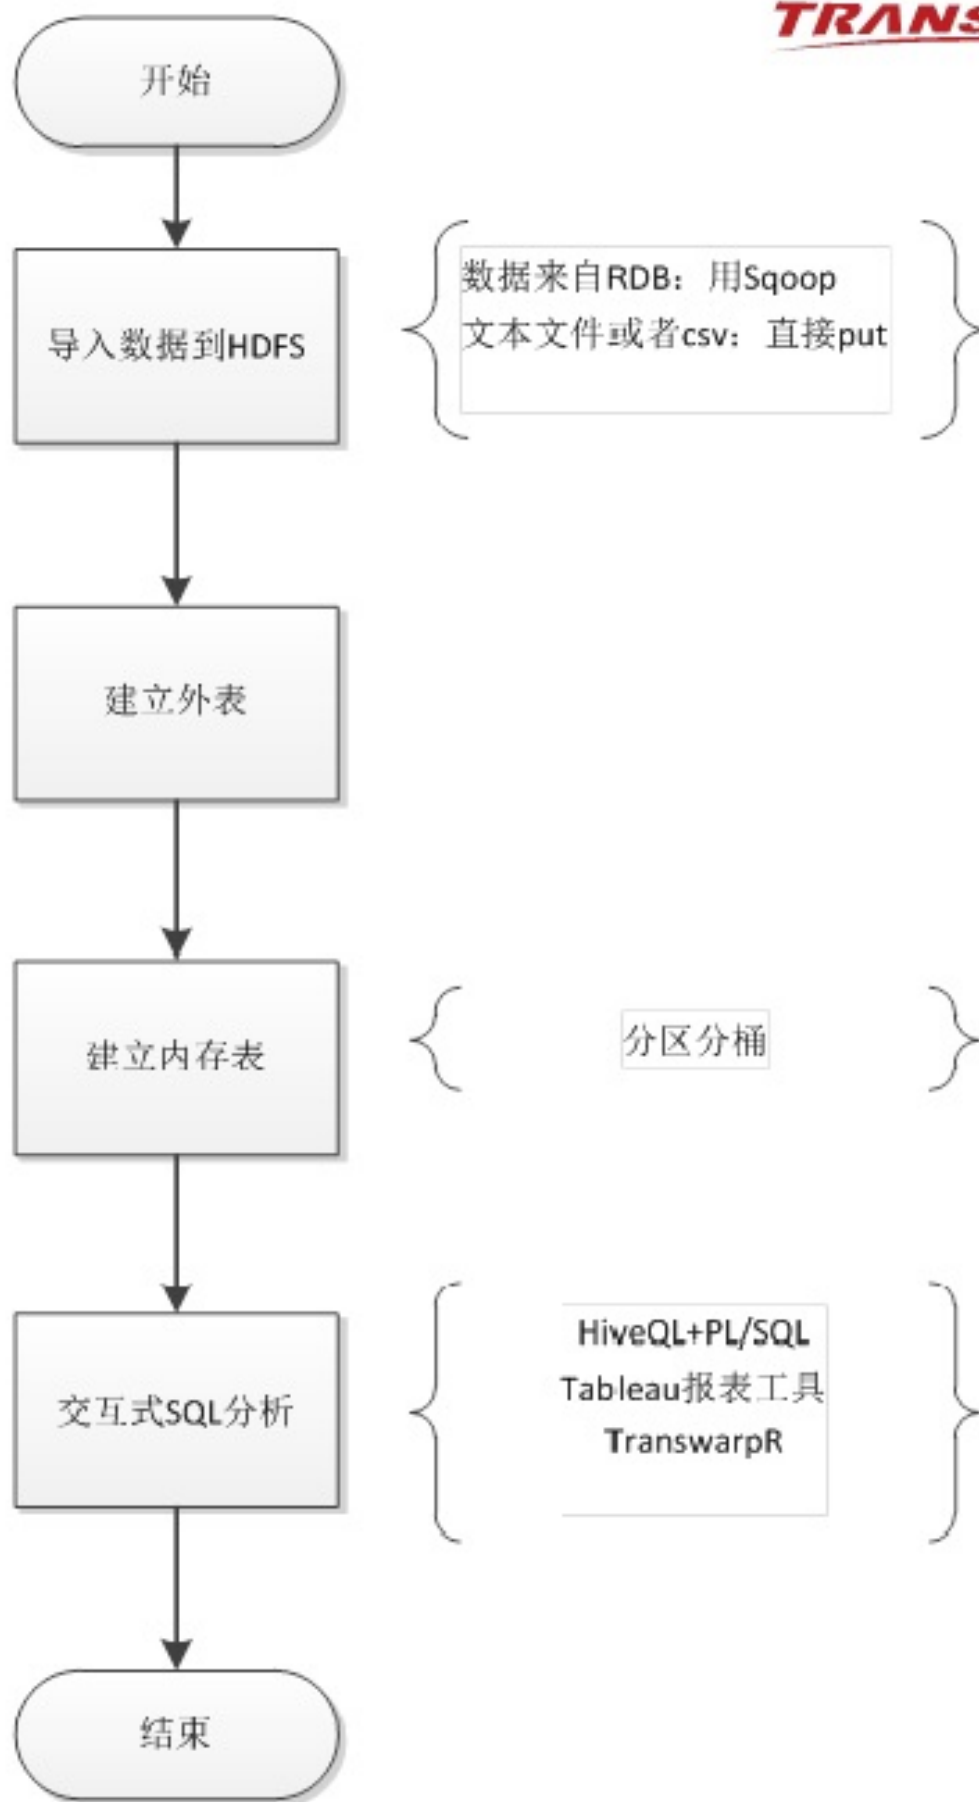 TRANS
开始
导入数据到HDFS
数据来自RDB：用Sqoop
文本文件或者csv：直接put
建立外表
建立内存表
分区分桶
交互式SQL分析
HiveQL+PL/SQL
Tableau报表工具
TranswarpR
结束